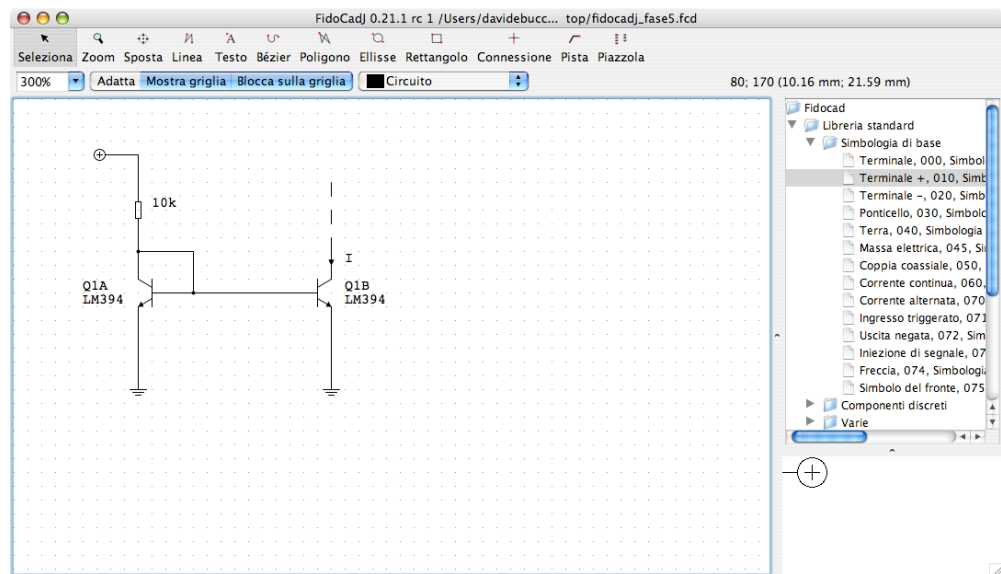 FidoCadJ 0.21.1 rc 1 /Users/davidebucc... top/fidocadj_fase5.fcd
Seleziona Zoom Sposta Linea Testo Bézier Poligono Ellisse Rettangolo Connessione Pista Piazzola
300% Adatta Mostra griglia Blocca sulla griglia Circuito 80; 170 (10.16 mm; 21.59 mm)
Fidocad
Libreria standard
Simbologia di base
Terminale, 000, Simbol
Terminale +, 010, Simb
Terminale -, 020, Simb
Ponticello, 030, Simbolc
Terra, 040, Simbologia
Massa elettrica, 045, Si
Coppia coassiale, 050,
Corrente continua, 060,
Corrente alternata, 070
Ingresso triggerato, 071
Uscita negata, 072, Sim
Iniezione di segnale, 07
Freccia, 074, Simbologi
Simbolo del fronte, 075
Componenti discreti
Varie
10k
I
Q1A
LM394
Q1B
LM394